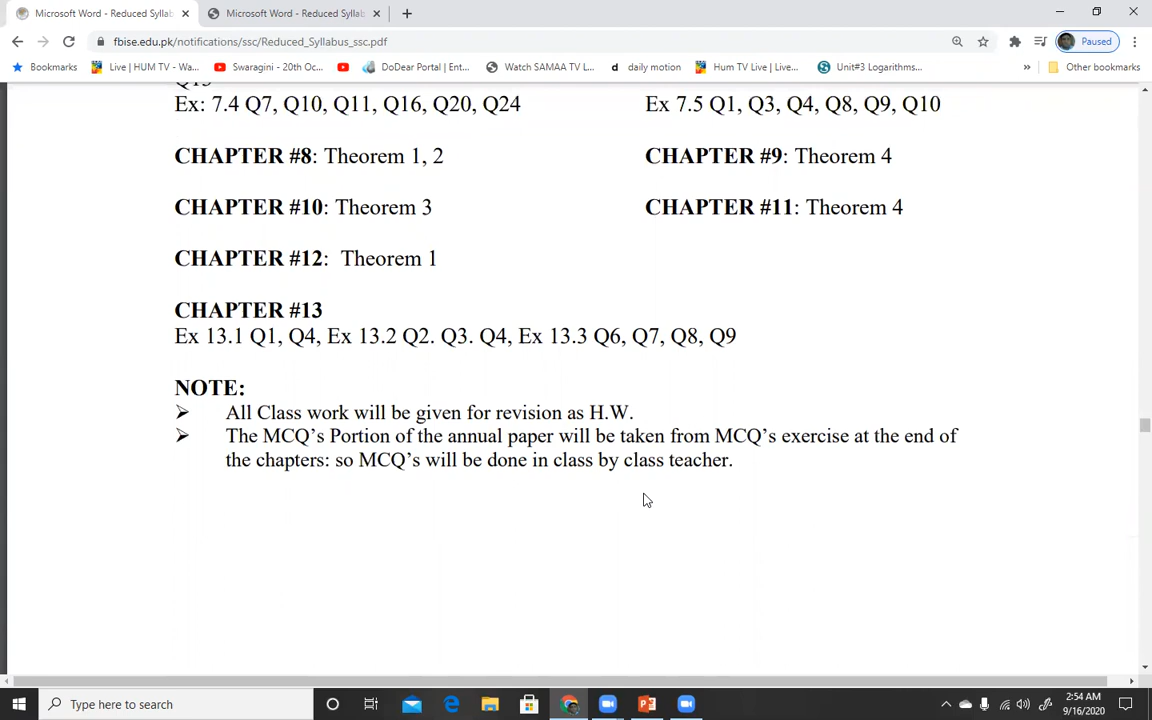 Microsoft Word - Reduced Syllab
Microsoft Word - Reduced Syllab
fbise.edu.pk/notifications/ssc/Reduced_Syllabus_ssc.pdf
Paused
Bookmarks
Live | HUM TV - Wa...
Swaragini - 20th Oc...
DoDear Portal | Ent...
Watch SAMAA TV L...
d daily motion
Hum TV Live | Live...
Unit#3 Logarithms...
»
Other bookmarks
Ex: 7.4 Q7, Q10, Q11, Q16, Q20, Q24
Ex 7.5 Q1, Q3, Q4, Q8, Q9, Q10
CHAPTER #8: Theorem 1, 2
CHAPTER #9: Theorem 4
CHAPTER #10: Theorem 3
CHAPTER #11: Theorem 4
CHAPTER #12: Theorem 1
CHAPTER #13
Ex 13.1 Q1, Q4, Ex 13.2 Q2. Q3. Q4, Ex 13.3 Q6, Q7, Q8, Q9
NOTE:
➢ All Class work will be given for revision as H.W.
➢ The MCQ's Portion of the annual paper will be taken from MCQ's exercise at the end of
the chapters: so MCQ's will be done in class by class teacher.
Type here to search
2:54 AM
9/16/2020